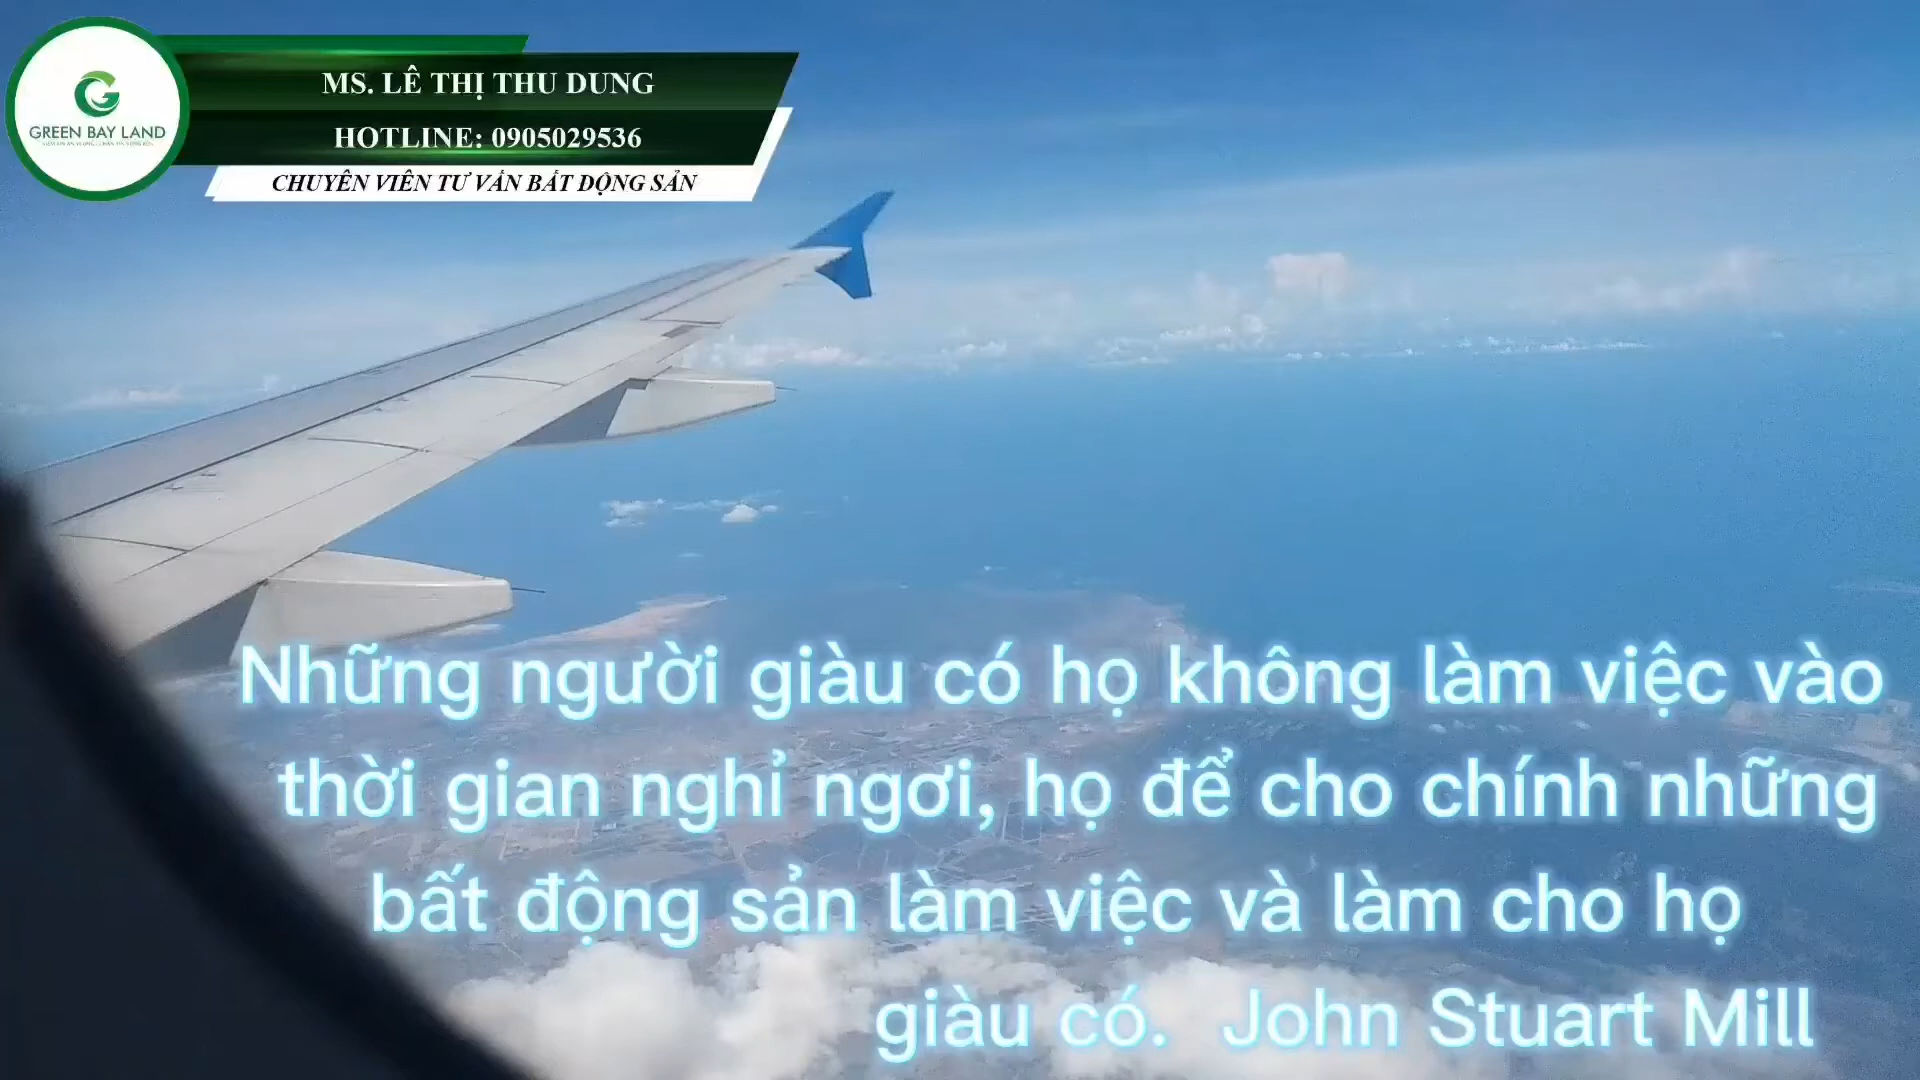 GREEN BAY LAND
MS. LÊ THỊ THU DUNG
HOTLINE: 0905029536
CHUYÊN VIÊN TƯ VẤN BẤT ĐỘNG SẢN
Những người giàu có họ không làm việc vào
thời gian nghỉ ngơi, họ để cho chính những
bất động sản làm việc và làm cho họ
giàu có. John Stuart Mill